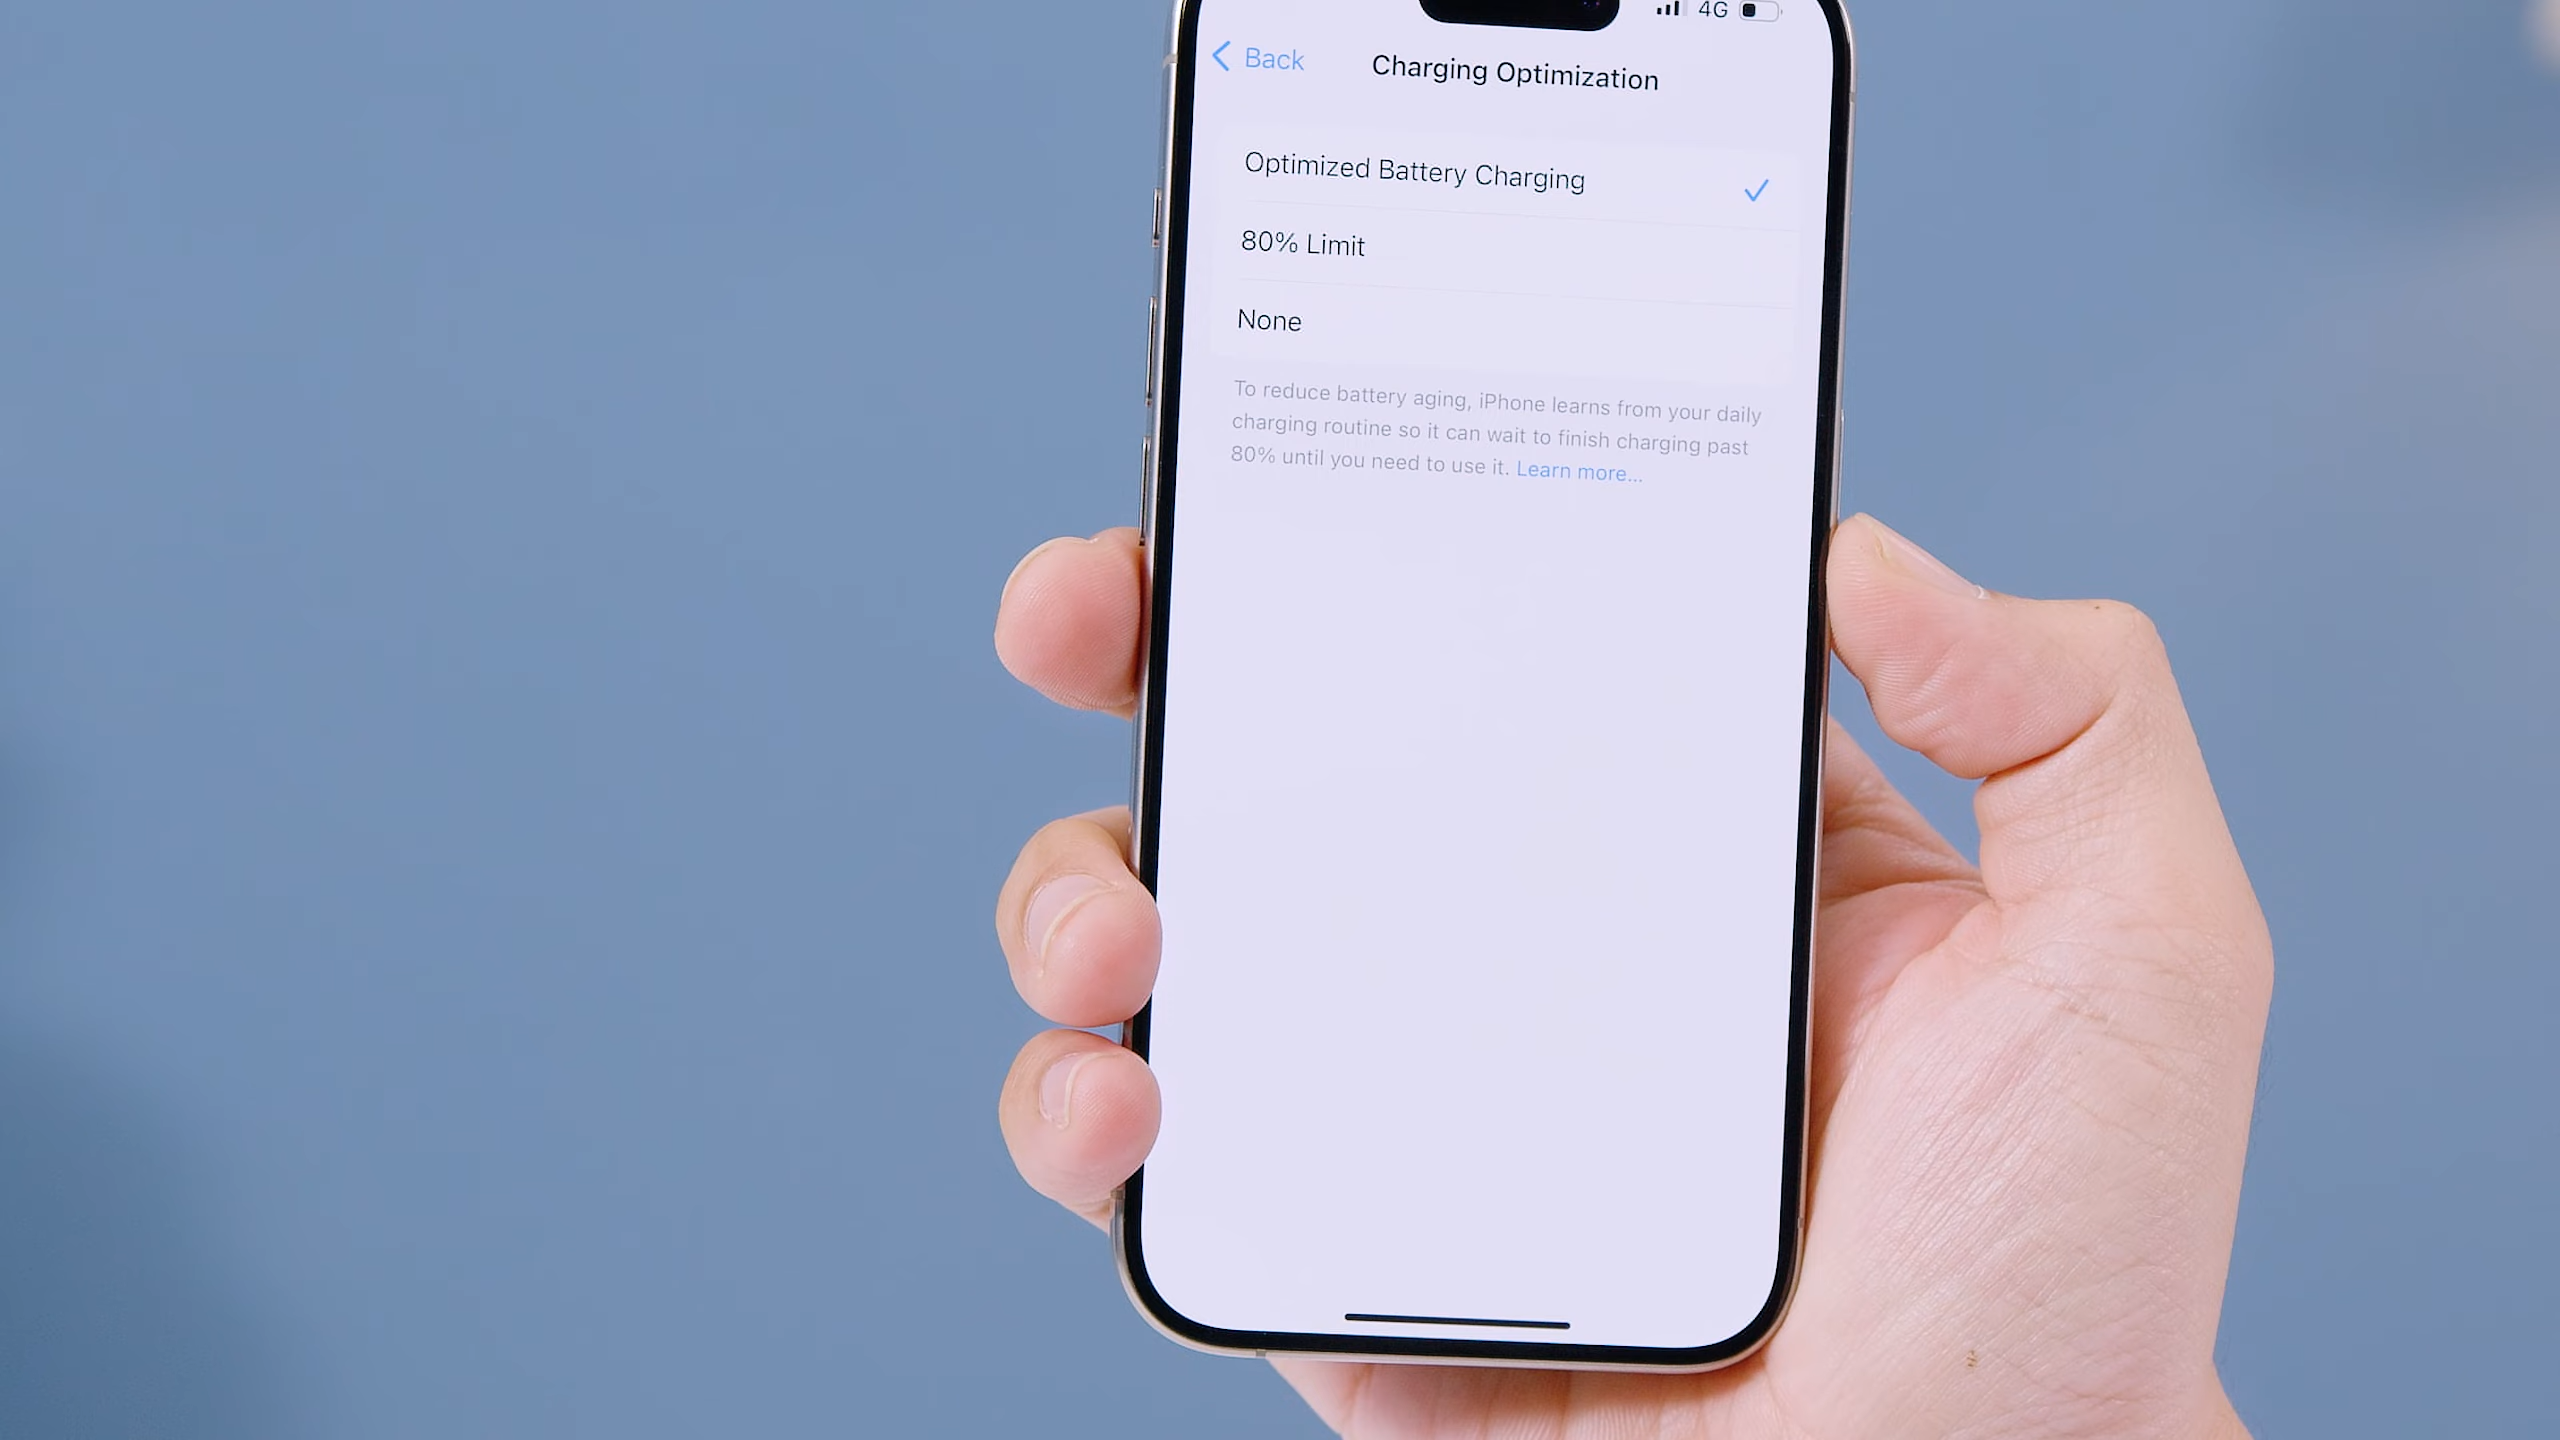 4G
Back
Charging Optimization
Optimized Battery Charging
80% Limit
None
To reduce battery aging, iPhone learns from your daily
charging routine so it can wait to finish charging past
80% until you need to use it. Learn more...